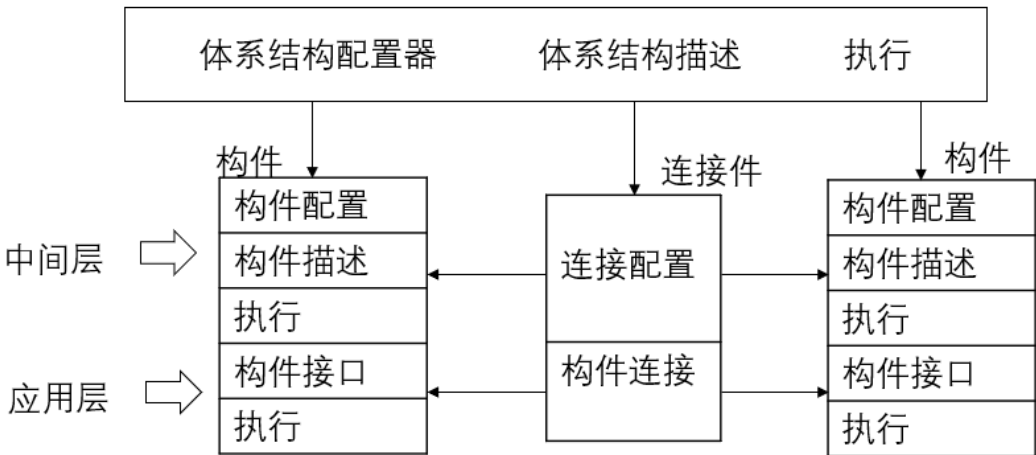 体系结构配置器 体系结构描述 执行
构件 连接件 构件
构件配置
构件描述
执行
构件接口
执行
中间层
应用层
连接配置
构件连接
构件配置
构件描述
执行
构件接口
执行